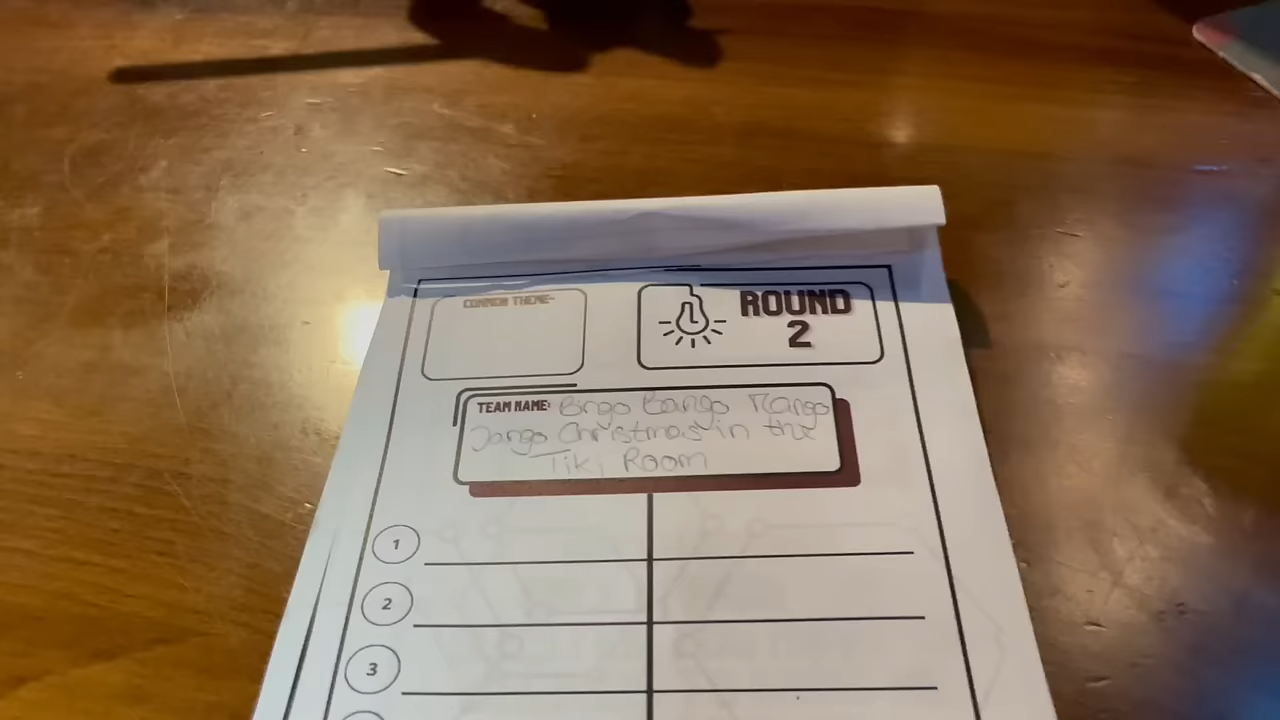 COMMON THEME-
ROUND
2
TEAM NAME: Bingo Bango Mango
Jango Christmas in the
Tiki Room
1
2
3